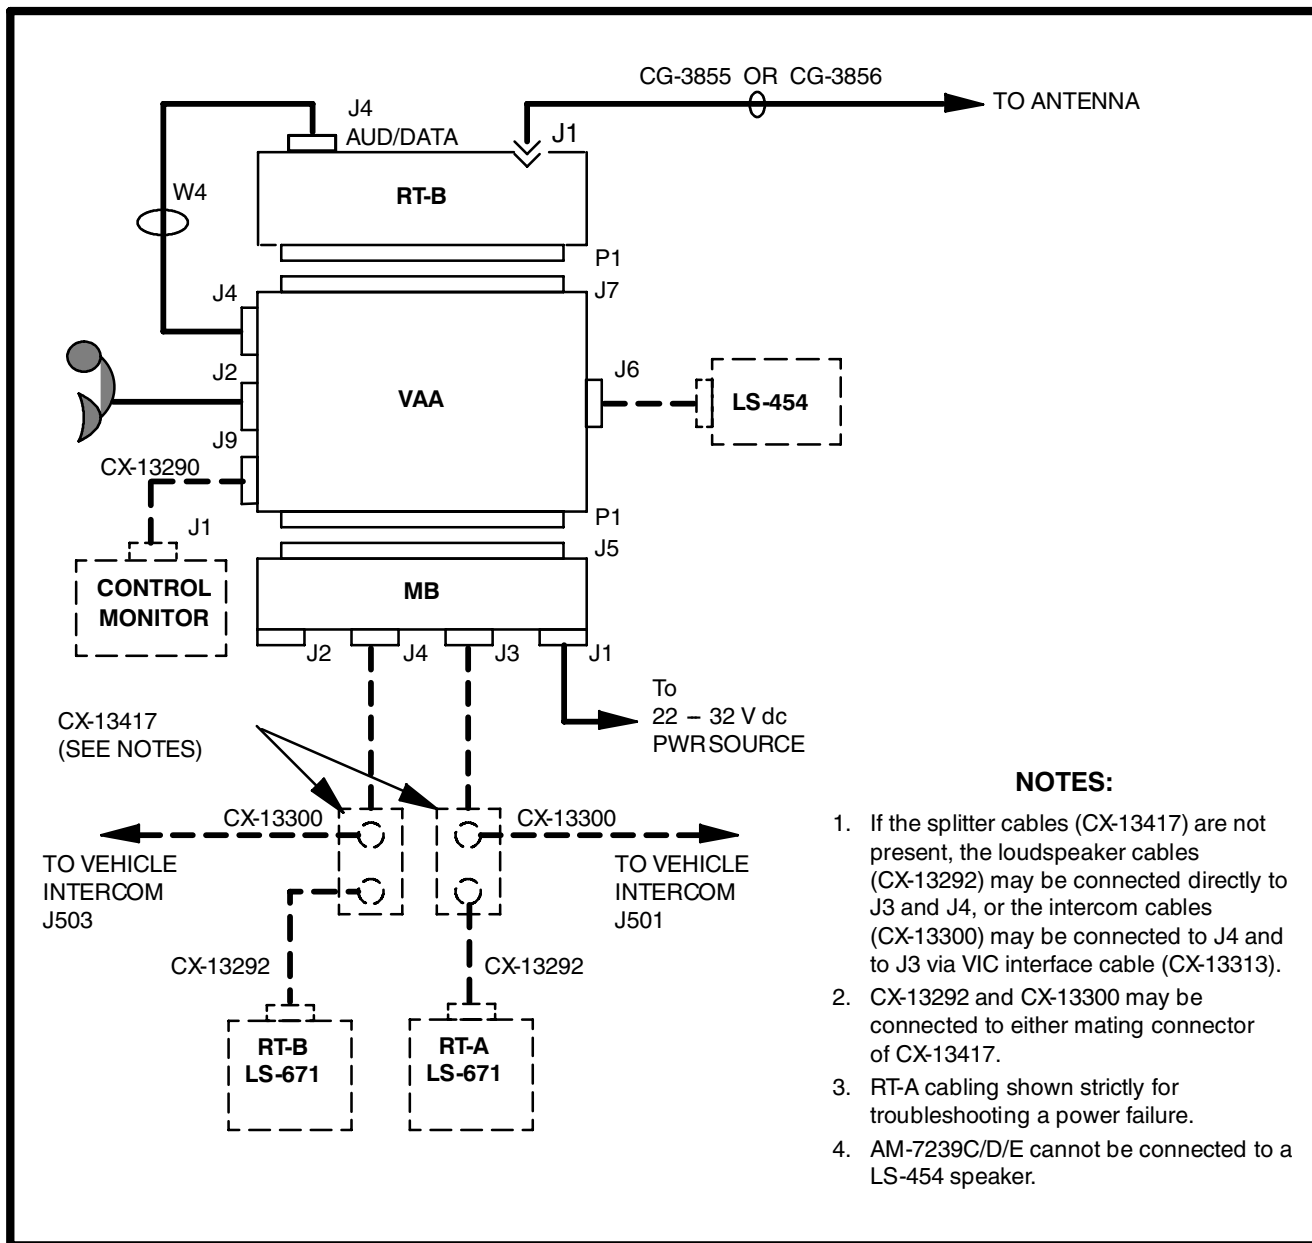 CG-3855 OR CG-3856
TO ANTENNA
J4
AUD/DATA
J1
W4
RT-B
P1
J4
J7
J2
VAA
J6
LS-454
J9
CX-13290
J1
P1
J5
CONTROL
MONITOR
MB
J2
J4
J3
J1
To
22 – 32 V dc
PWR SOURCE
CX-13417
(SEE NOTES)
CX-13300
CX-13300
TO VEHICLE
INTERCOM
J503
TO VEHICLE
INTERCOM
J501
CX-13292
CX-13292
RT-B
LS-671
RT-A
LS-671
NOTES:
1. If the splitter cables (CX-13417) are not
present, the loudspeaker cables
(CX-13292) may be connected directly to
J3 and J4, or the intercom cables
(CX-13300) may be connected to J4 and
to J3 via VIC interface cable (CX-13313).
2. CX-13292 and CX-13300 may be
connected to either mating connector
of CX-13417.
3. RT-A cabling shown strictly for
troubleshooting a power failure.
4. AM-7239C/D/E cannot be connected to a
LS-454 speaker.